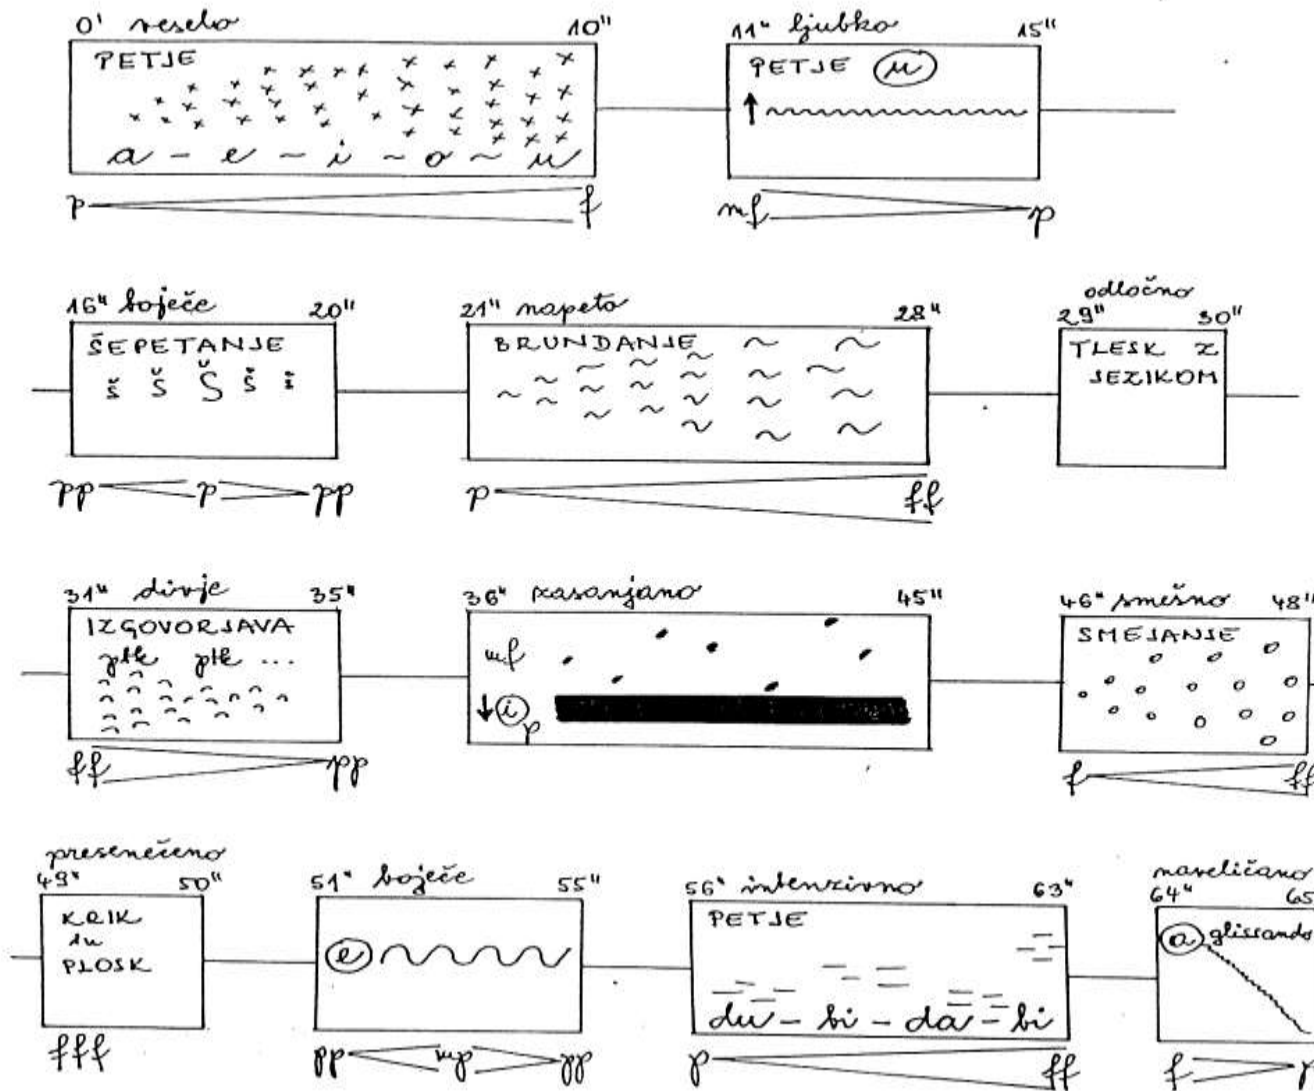 0' veselo 10"
PETJE
a - e - i - o - u
p f
11" ljubko 15"
PETJE u
mf p
16" boječe 20"
ŠEPETANJE
š š Š š š
pp p pp
21" napeto 28"
BRUNDANJE
p ff
odločno
29" 30"
TLESK Z
JEZIKOM
31" divje 35"
IZGOVORJAVA
ptk ptk ...
ff pp
36" zasanjano 45"
mf
i p
46" smešno 48"
SMEJANJE
f ff
presenečeno
49" 50"
KRIK
in
PLOSK
fff
51" boječe 55"
e
pp mp pp
56" intenzivno 63"
PETJE
du - bi - da - bi
p ff
naveličano
64" 65
a glissando
f p